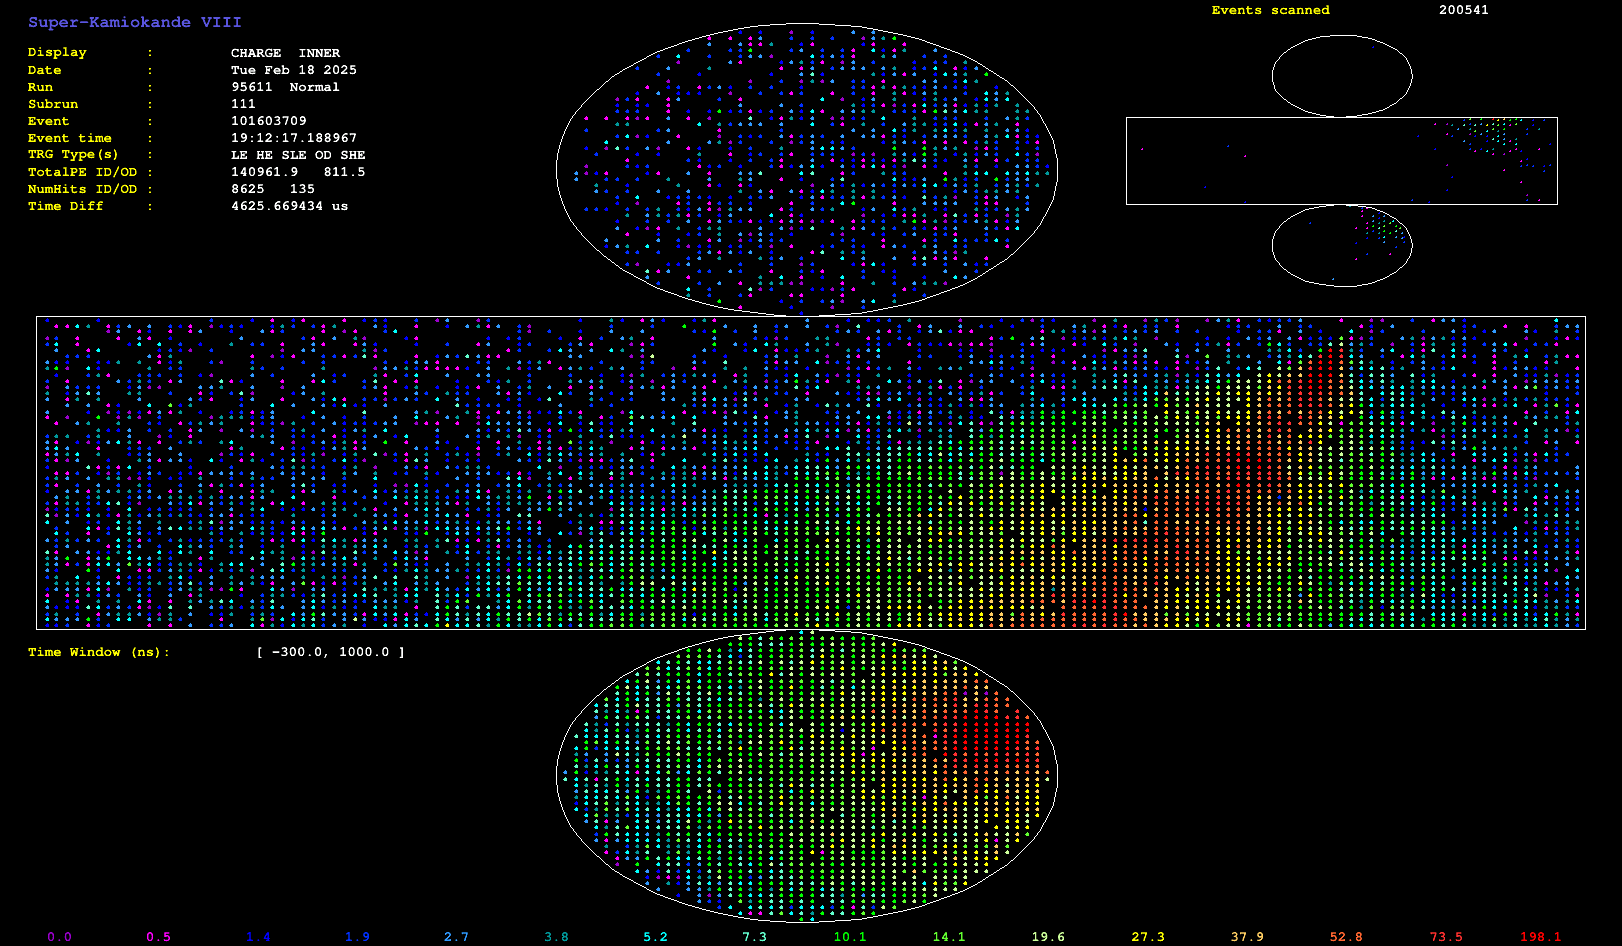 Super-Kamiokande VIII
Events scanned 200541
Display : CHARGE INNER
Date : Tue Feb 18 2025
Run : 95611 Normal
Subrun : 111
Event : 101603709
Event time : 19:12:17.188967
TRG Type(s) : LE HE SLE OD SHE
TotalPE ID/OD : 140961.9 811.5
NumHits ID/OD : 8625 135
Time Diff : 4625.669434 us
Time Window (ns): [ -300.0, 1000.0 ]
0.0 0.5 1.4 1.9 2.7 3.8 5.2 7.3 10.1 14.1 19.6 27.3 37.9 52.8 73.5 198.1